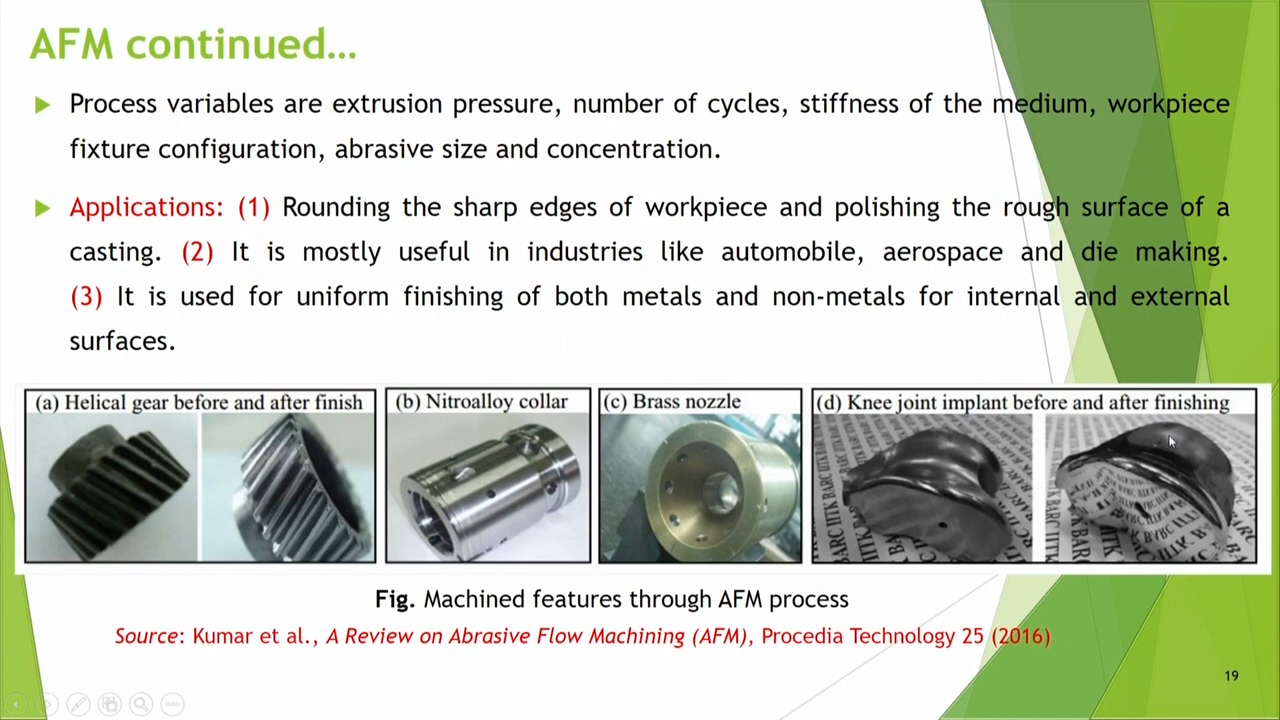 AFM continued…
Process variables are extrusion pressure, number of cycles, stiffness of the medium, workpiece
fixture configuration, abrasive size and concentration.
Applications: (1) Rounding the sharp edges of workpiece and polishing the rough surface of a
casting. (2) It is mostly useful in industries like automobile, aerospace and die making.
(3) It is used for uniform finishing of both metals and non-metals for internal and external
surfaces.
(a) Helical gear before and after finish
(b) Nitroalloy collar
(c) Brass nozzle
(d) Knee joint implant before and after finishing
Fig. Machined features through AFM process
Source: Kumar et al., A Review on Abrasive Flow Machining (AFM), Procedia Technology 25 (2016)
19